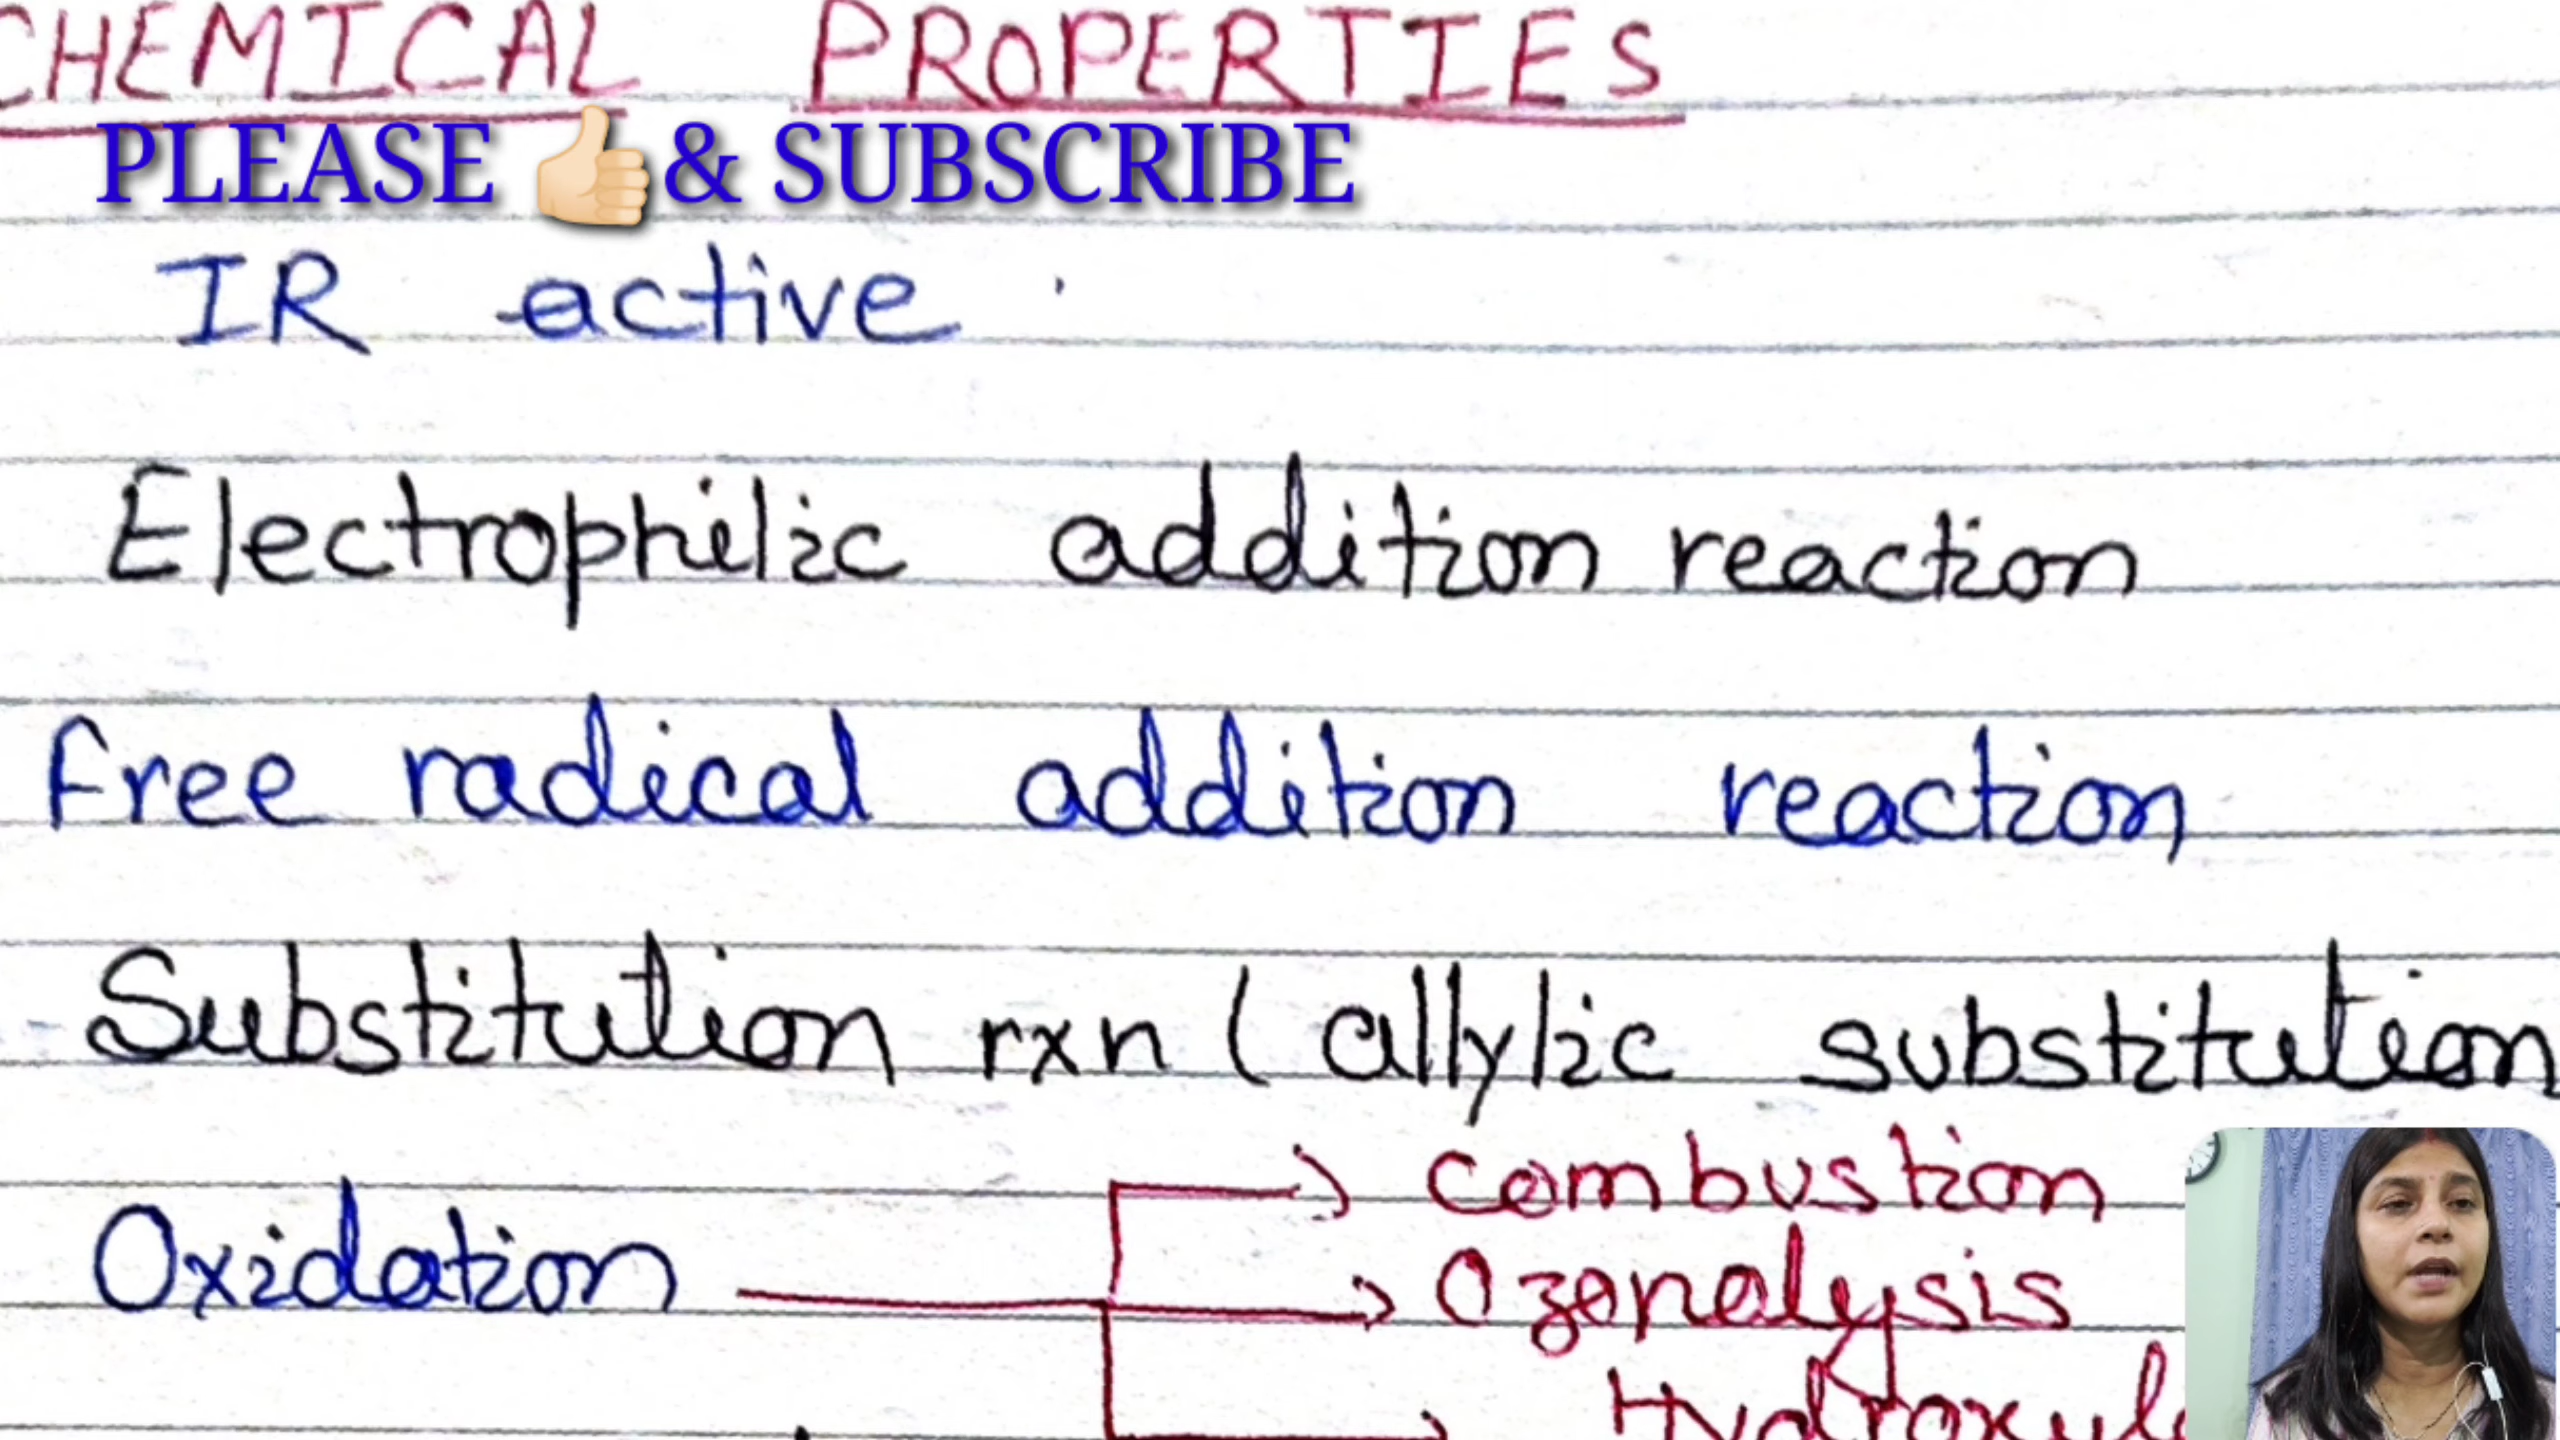 CHEMICAL PROPERTIES
PLEASE 👍🏻& SUBSCRIBE
IR active
Electrophilic addition reaction
Free radical addition reaction
Substitution rxn (allylic substitution
Oxidation → Combustion
→ Ozonolysis
→